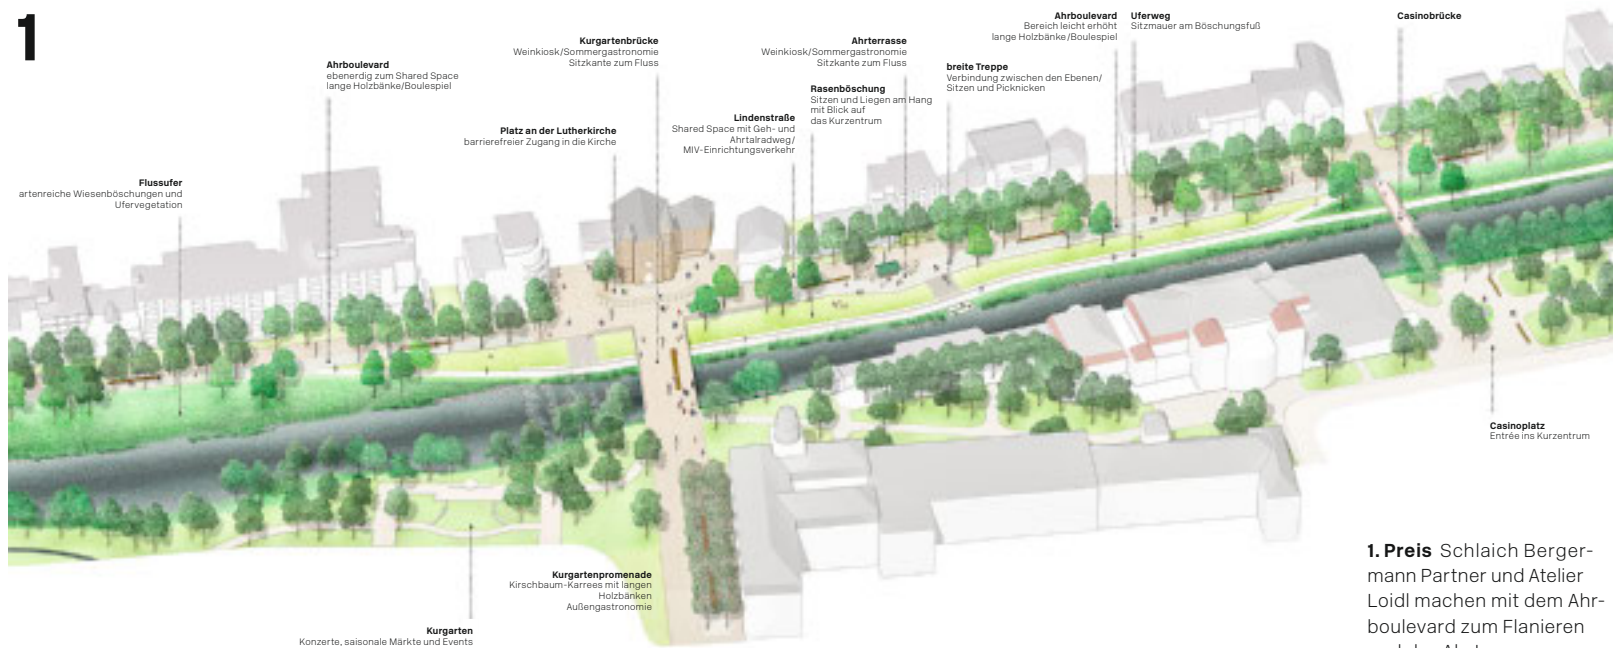 1
Ahrboulevard
ebenerdig zum Shared Space
lange Holzbänke/Boulespiel
Kurgartenbrücke
Weinkiosk/Sommergastronomie
Sitzkante zum Fluss
Ahrterrasse
Weinkiosk/Sommergastronomie
Sitzkante zum Fluss
Ahrboulevard
Bereich leicht erhöht
lange Holzbänke/Boulespiel
Uferweg
Sitzmauer am Böschungsfuß
Casinobrücke
breite Treppe
Verbindung zwischen den Ebenen/
Sitzen und Picknicken
Rasenböschung
Sitzen und Liegen am Hang
mit Blick auf
das Kurzentrum
Lindenstraße
Shared Space mit Geh- und
Ahrtalradweg/
MIV-Einrichtungsverkehr
Platz an der Lutherkirche
barrierefreier Zugang in die Kirche
Flussufer
artenreiche Wiesenböschungen und
Ufervegetation
Casinoplatz
Entrée ins Kurzentrum
Kurgartenpromenade
Kirschbaum-Karrees mit langen
Holzbänken
Außengastronomie
Kurgarten
Konzerte, saisonale Märkte und Events
1. Preis Schlaich Berger-
mann Partner und Atelier
Loidl machen mit dem Ahr-
boulevard zum Flanieren